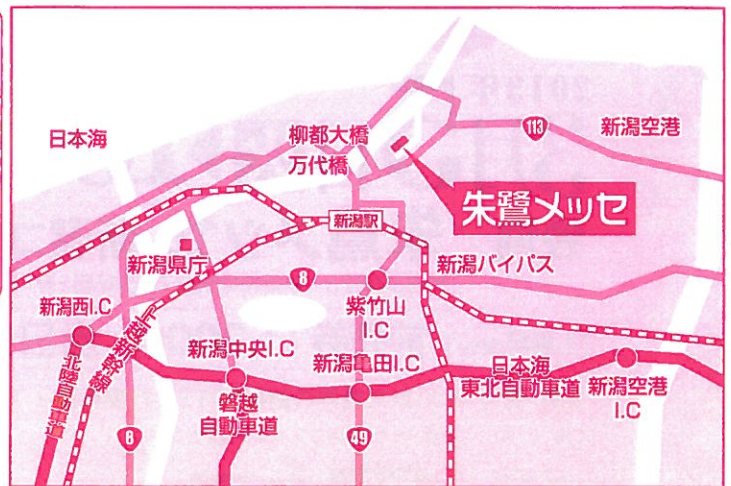 日本海
柳都大橋
万代橋
113
新潟空港
朱鷺メッセ
新潟駅
新潟県庁
8
新潟バイパス
紫竹山
I.C
新潟西I.C
上越新幹線
北陸自動車道
新潟中央I.C
新潟亀田I.C
日本海
東北自動車道
新潟空港
I.C
磐越
自動車道
8
49